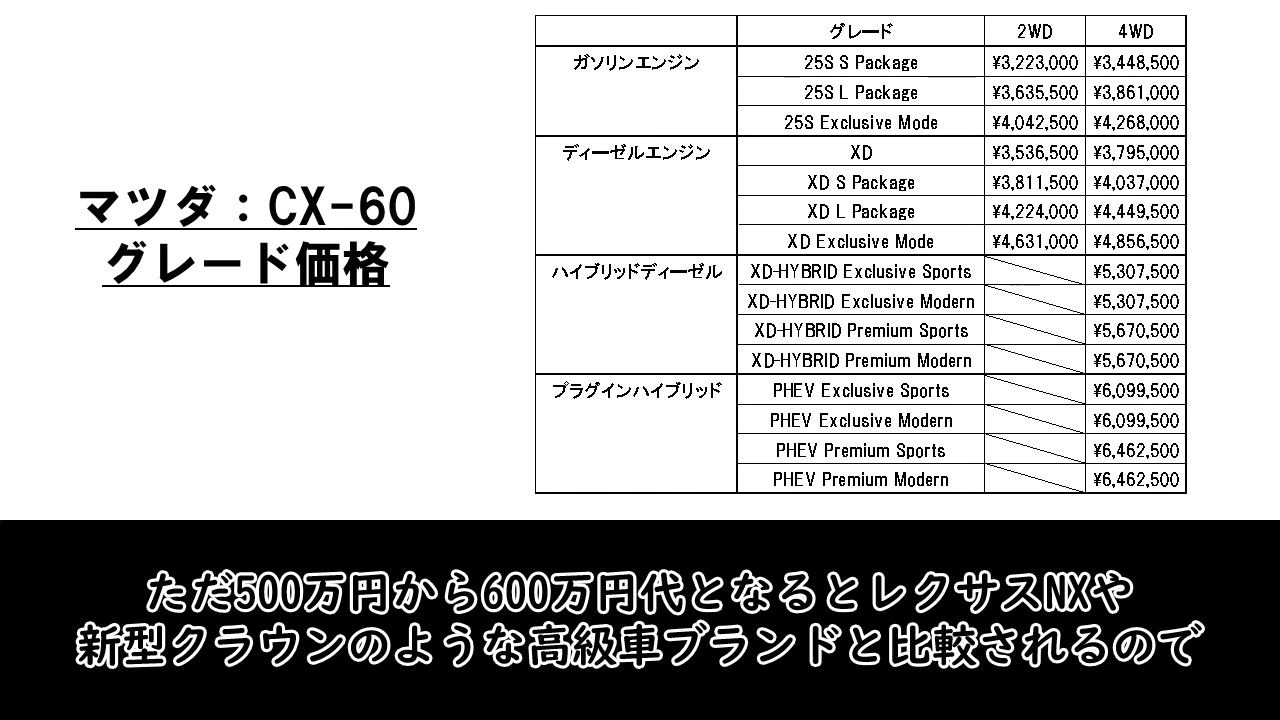 マツダ：CX-60
グレード価格
グレード 2WD 4WD
ガソリンエンジン 25S S Package ¥3,223,000 ¥3,448,500
25S L Package ¥3,635,500 ¥3,861,000
25S Exclusive Mode ¥4,042,500 ¥4,268,000
ディーゼルエンジン XD ¥3,536,500 ¥3,795,000
XD S Package ¥3,811,500 ¥4,037,000
XD L Package ¥4,224,000 ¥4,449,500
XD Exclusive Mode ¥4,631,000 ¥4,856,500
ハイブリッドディーゼル XD-HYBRID Exclusive Sports ¥5,307,500
XD-HYBRID Exclusive Modern ¥5,307,500
XD-HYBRID Premium Sports ¥5,670,500
XD-HYBRID Premium Modern ¥5,670,500
プラグインハイブリッド PHEV Exclusive Sports ¥6,099,500
PHEV Exclusive Modern ¥6,099,500
PHEV Premium Sports ¥6,462,500
PHEV Premium Modern ¥6,462,500
ただ500万円から600万円代となるとレクサスNXや
新型クラウンのような高級車ブランドと比較されるので